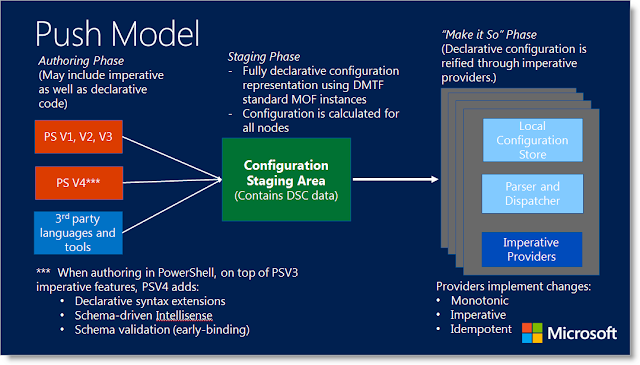 Push Model
Authoring Phase
(May include imperative
as well as declarative
code)
PS V1, V2, V3
PS V4***
3rd party
languages and
tools
Staging Phase
- Fully declarative configuration
representation using DMTF
standard MOF instances
- Configuration is calculated for
all nodes
Configuration
Staging Area
(Contains DSC data)
“Make it So” Phase
(Declarative configuration is
reified through imperative
providers.)
Local
Configuration
Store
Parser and
Dispatcher
Imperative
Providers
*** When authoring in PowerShell, on top of PSV3
imperative features, PSV4 adds:
• Declarative syntax extensions
• Schema-driven Intellisense
• Schema validation (early-binding)
Providers implement changes:
• Monotonic
• Imperative
• Idempotent
Microsoft